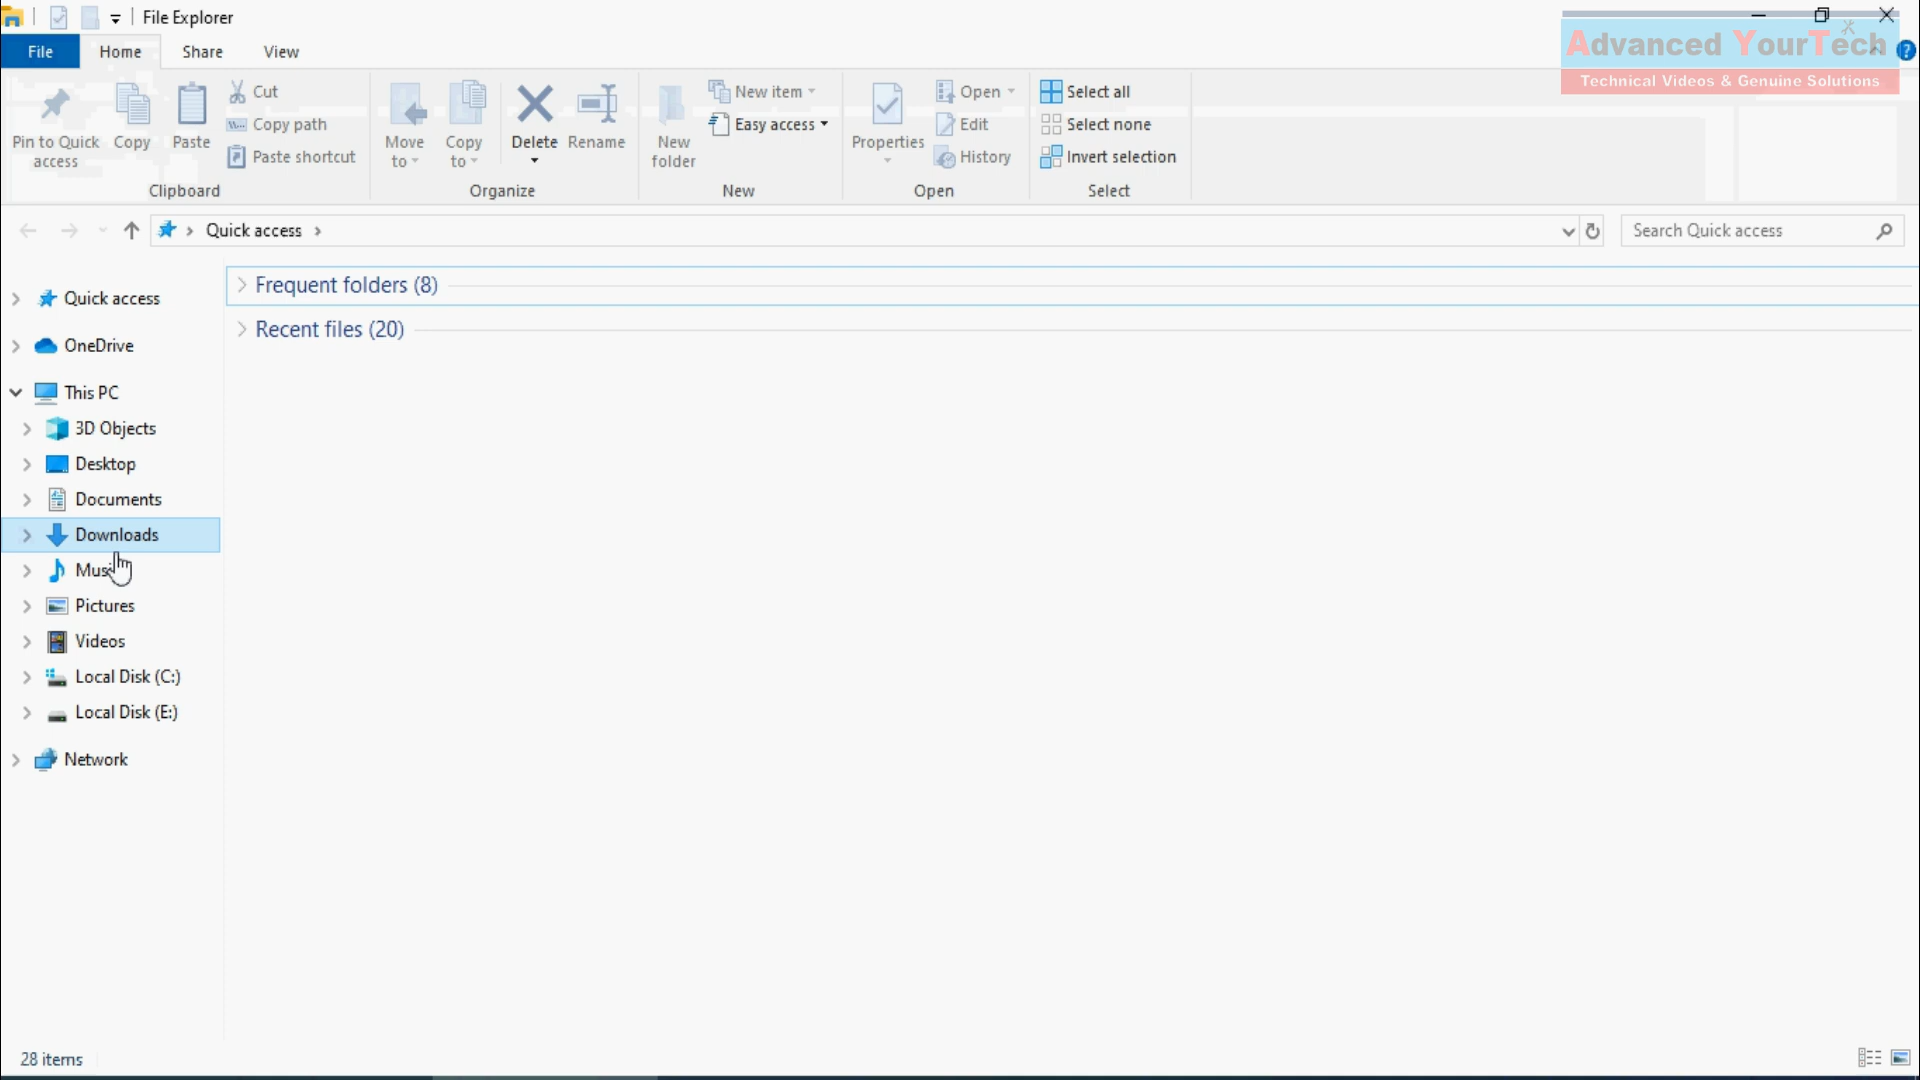 File Explorer
File
Home
Share
View
Advanced YourTech
Technical Videos & Genuine Solutions
?
Pin to Quick access
Copy
Paste
Cut
Copy path
Paste shortcut
Clipboard
Move to
Copy to
Delete
Rename
Organize
New folder
New item
Easy access
New
Properties
Open
Edit
History
Open
Select all
Select none
Invert selection
Select
Quick access
Search Quick access
Quick access
OneDrive
This PC
3D Objects
Desktop
Documents
Downloads
Pictures
Videos
Local Disk (C:)
Local Disk (E:)
Network
Frequent folders (8)
Recent files (20)
28 items